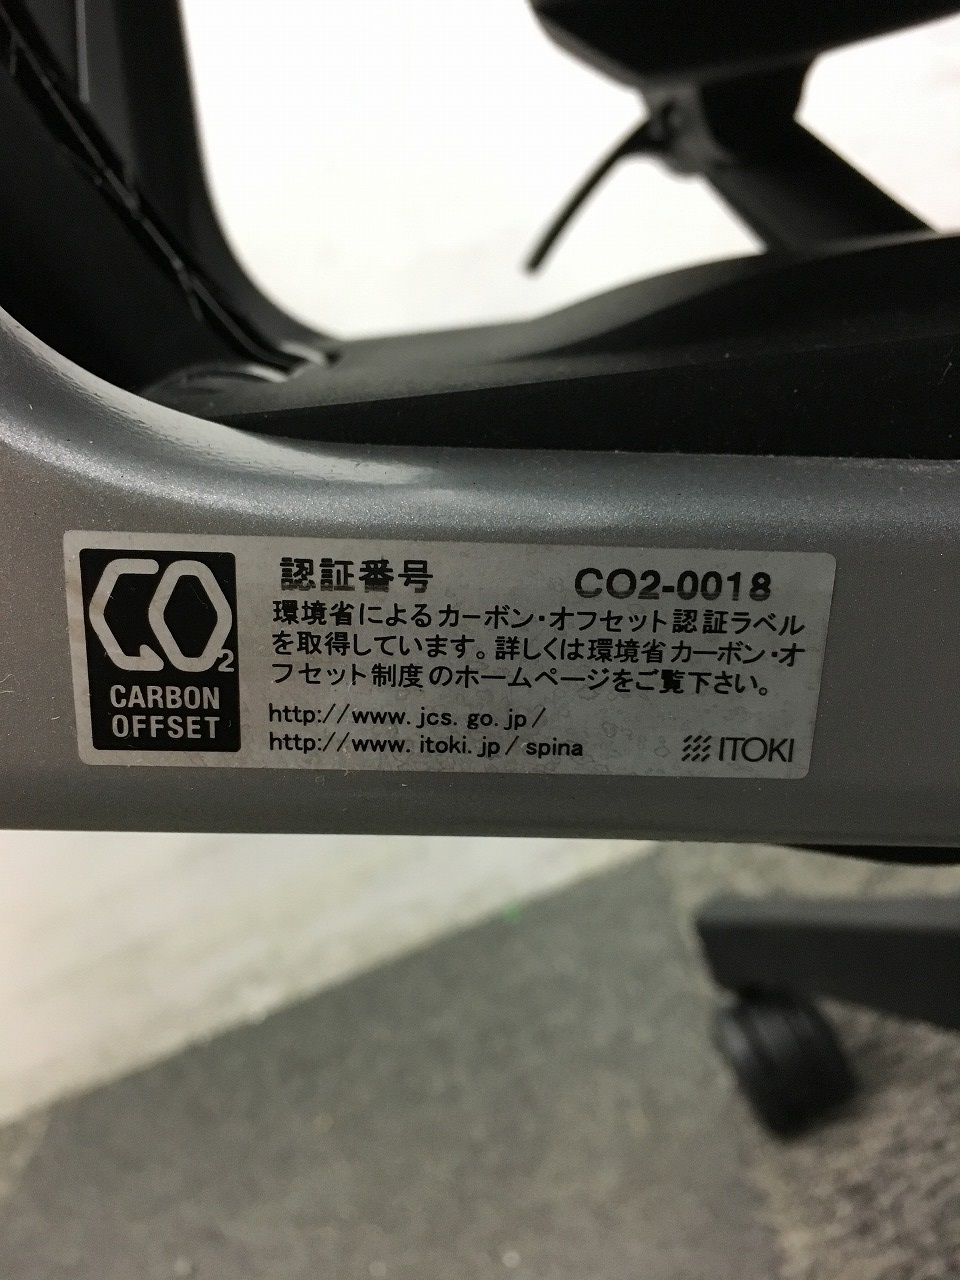 CO2
CARBON
OFFSET
認証番号 CO2-0018
環境省によるカーボン・オフセット認証ラベル
を取得しています。詳しくは環境省カーボン・オ
フセット制度のホームページをご覧下さい。
http://www.jcs.go.jp/
http://www.itoki.jp/spina
ITOKI